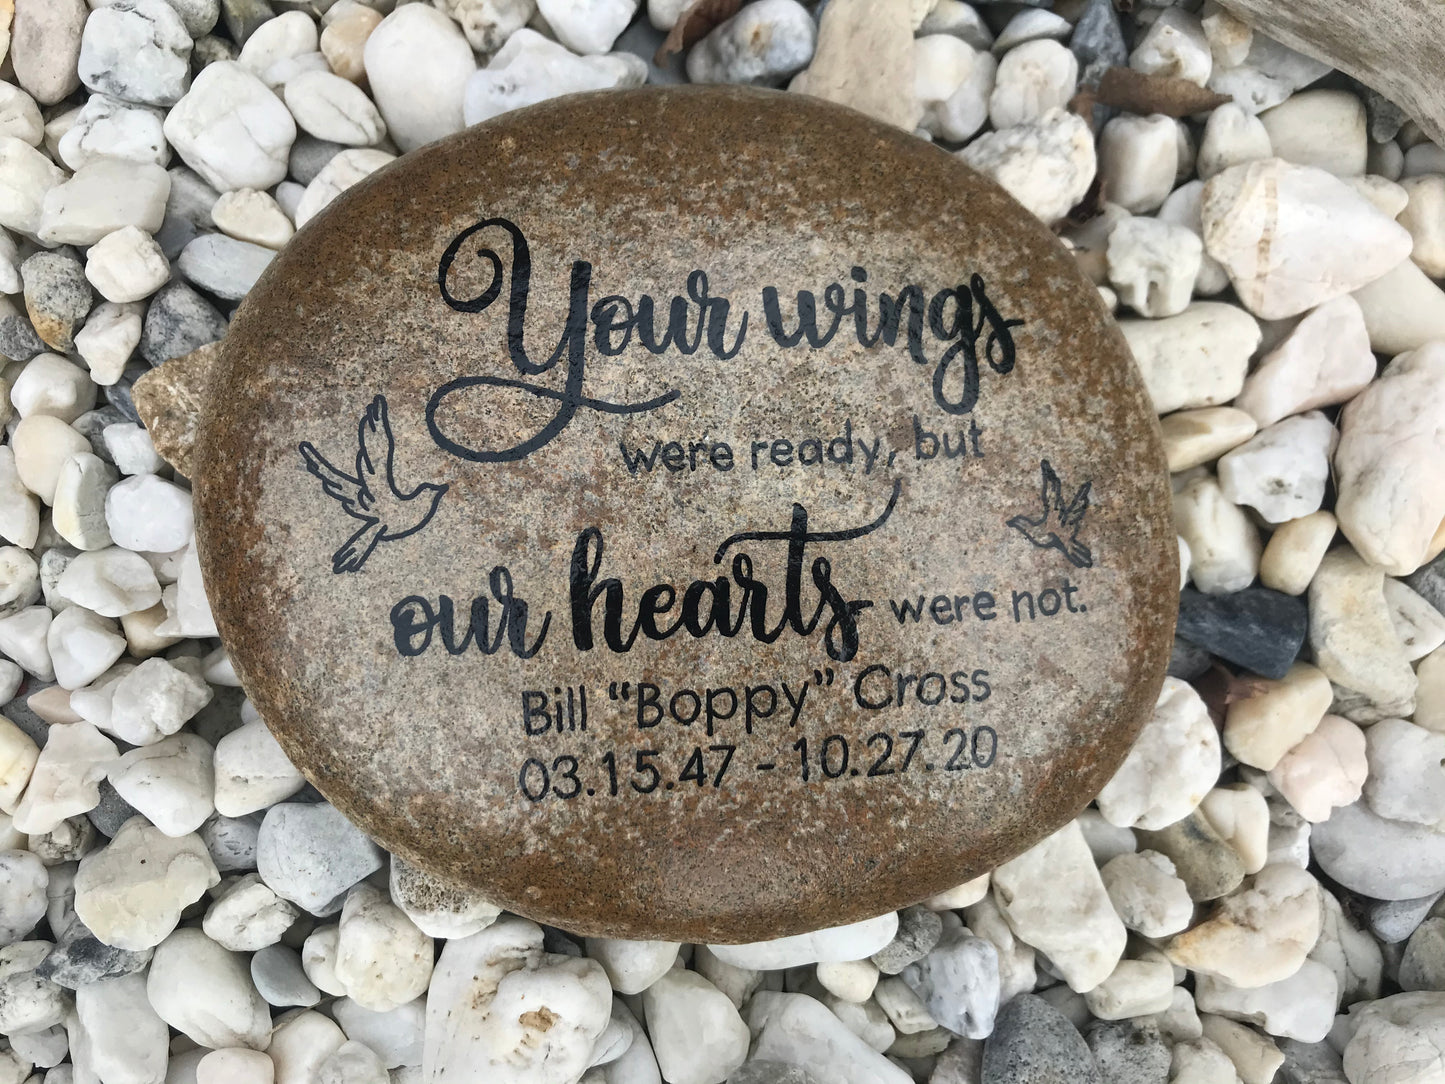 Your wings
were ready, but
our hearts were not.
Bill “Boppy” Cross
03.15.47 - 10.27.20